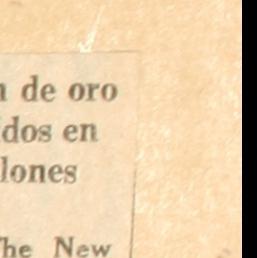 n de oro
dos en
lones
The New